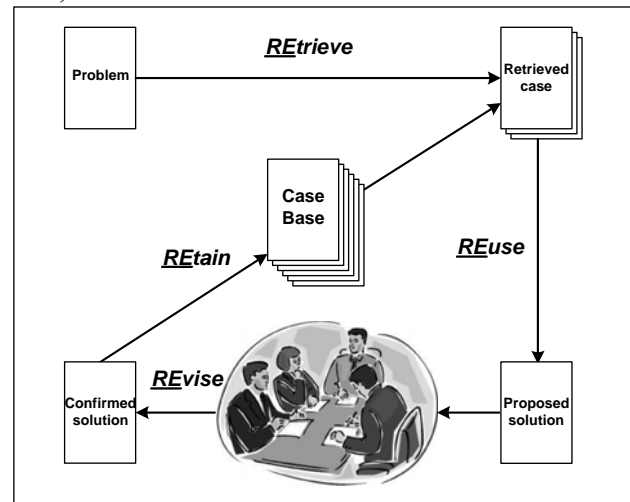 REtrieve
Problem
Retrieved
case
Case
Base
REuse
REtain
REvise
Confirmed
solution
Proposed
solution